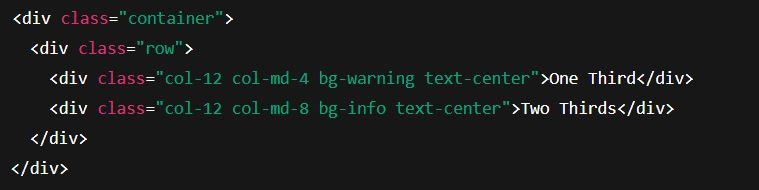 <div class="container">
  <div class="row">
    <div class="col-12 col-md-4 bg-warning text-center">One Third</div>
    <div class="col-12 col-md-8 bg-info text-center">Two Thirds</div>
  </div>
</div>